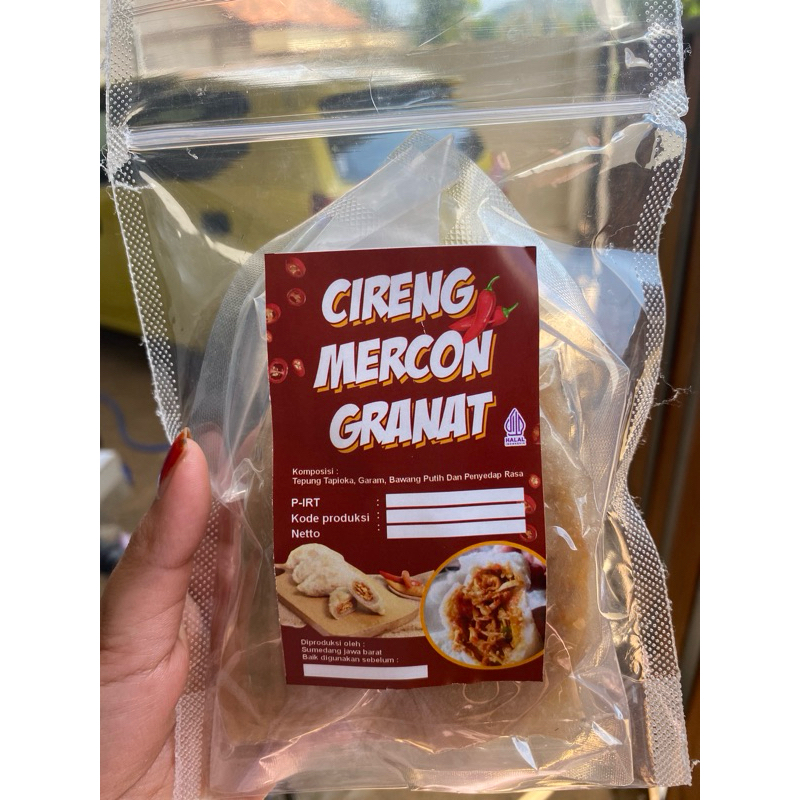 CIRENG
MERCON
GRANAT
HALAL
INDONESIA
Komposisi :
Tepung Tapioka, Garam, Bawang Putih Dan Penyedap Rasa
P-IRT :
Kode produksi :
Netto :
Diproduksi oleh :
Sumedang jawa barat
Baik digunakan sebelum :